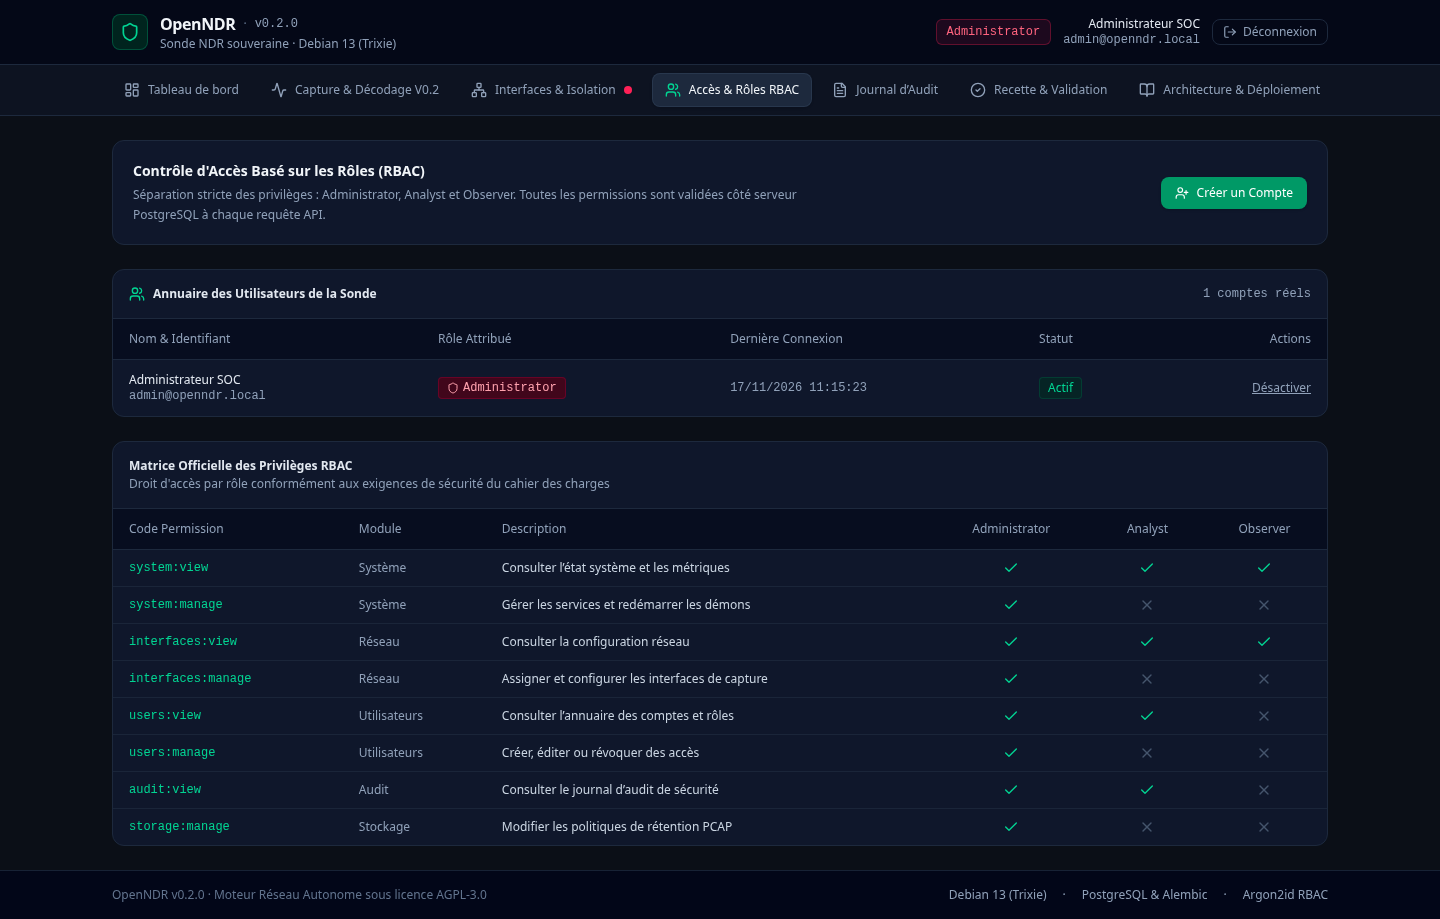 OpenNDR · v0.2.0
Sonde NDR souveraine · Debian 13 (Trixie)
Administrator
Administrateur SOC
admin@openndr.local
Déconnexion
Tableau de bord
Capture & Décodage V0.2
Interfaces & Isolation
Accès & Rôles RBAC
Journal d’Audit
Recette & Validation
Architecture & Déploiement
Contrôle d'Accès Basé sur les Rôles (RBAC)
Séparation stricte des privilèges : Administrator, Analyst et Observer. Toutes les permissions sont validées côté serveur
PostgreSQL à chaque requête API.
Créer un Compte
Annuaire des Utilisateurs de la Sonde
1 comptes réels
Nom & Identifiant Rôle Attribué Dernière Connexion Statut Actions
Administrateur SOC
admin@openndr.local
Administrator
17/11/2026 11:15:23
Actif
Désactiver
Matrice Officielle des Privilèges RBAC
Droit d'accès par rôle conformément aux exigences de sécurité du cahier des charges
Code Permission Module Description Administrator Analyst Observer
system:view Système Consulter l’état système et les métriques
system:manage Système Gérer les services et redémarrer les démons
interfaces:view Réseau Consulter la configuration réseau
interfaces:manage Réseau Assigner et configurer les interfaces de capture
users:view Utilisateurs Consulter l’annuaire des comptes et rôles
users:manage Utilisateurs Créer, éditer ou révoquer des accès
audit:view Audit Consulter le journal d’audit de sécurité
storage:manage Stockage Modifier les politiques de rétention PCAP
OpenNDR v0.2.0 · Moteur Réseau Autonome sous licence AGPL-3.0
Debian 13 (Trixie) · PostgreSQL & Alembic · Argon2id RBAC